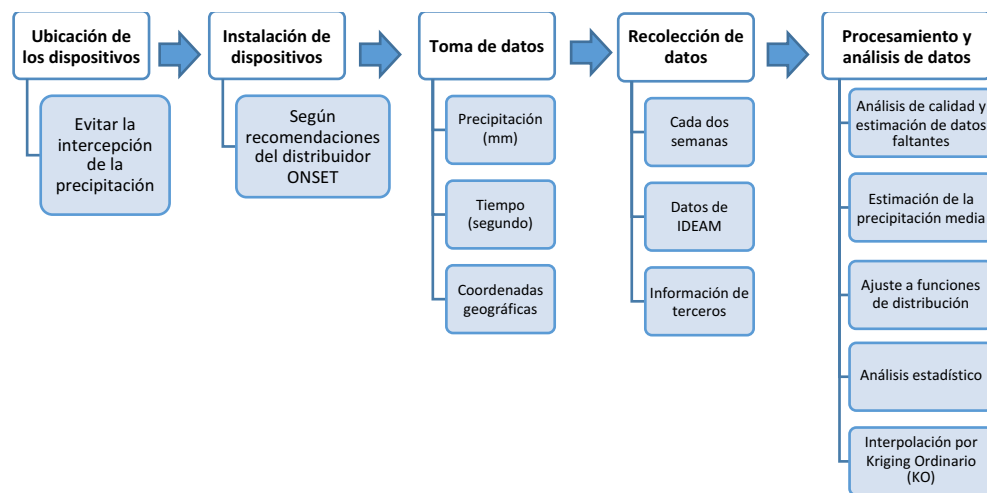 Ubicación de
los dispositivos
Evitar la
intercepción
de la
precipitación
Instalación de
dispositivos
Según
recomendaciones
del distribuidor
ONSET
Toma de datos
Precipitación
(mm)
Tiempo
(segundo)
Coordenadas
geográficas
Recolección de
datos
Cada dos
semanas
Datos de
IDEAM
Información de
terceros
Procesamiento y
análisis de datos
Análisis de calidad y
estimación de datos
faltantes
Estimación de la
precipitación media
Ajuste a funciones
de distribución
Análisis estadístico
Interpolación por
Kriging Ordinario
(KO)